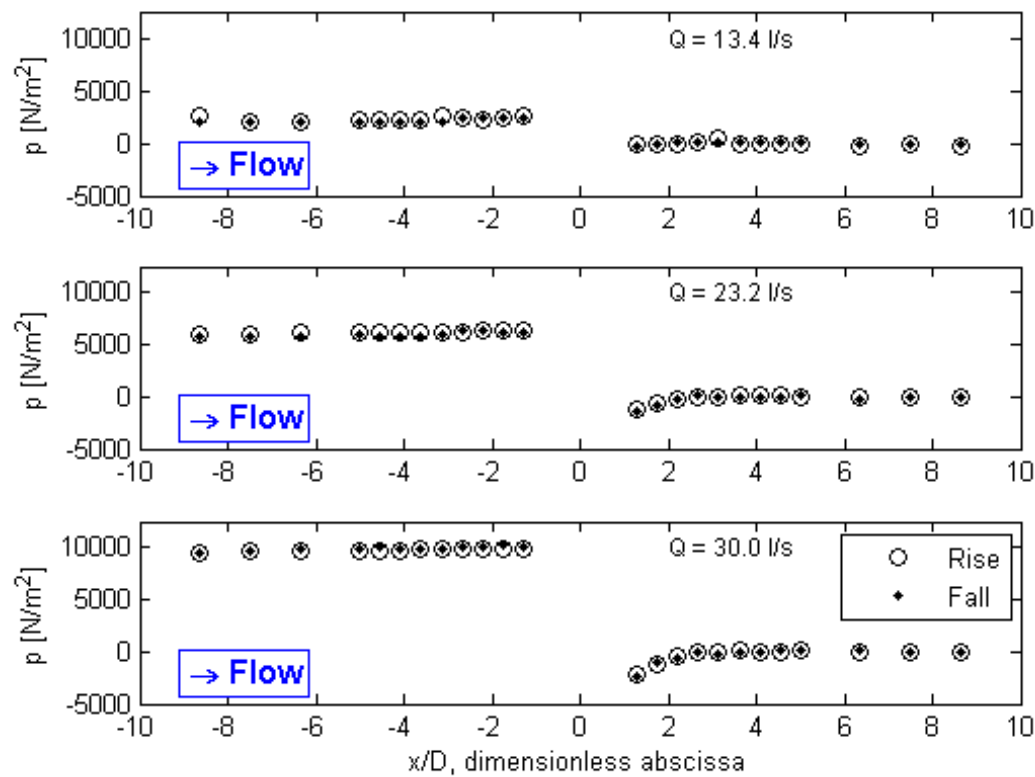 10000
5000
0
-5000
p [N/m²]
Q = 13.4 l/s
→ Flow
-10 -8 -6 -4 -2 0 2 4 6 8 10
10000
5000
0
-5000
p [N/m²]
Q = 23.2 l/s
→ Flow
-10 -8 -6 -4 -2 0 2 4 6 8 10
10000
5000
0
-5000
p [N/m²]
Q = 30.0 l/s
Rise
Fall
→ Flow
-10 -8 -6 -4 -2 0 2 4 6 8 10
x/D, dimensionless abscissa